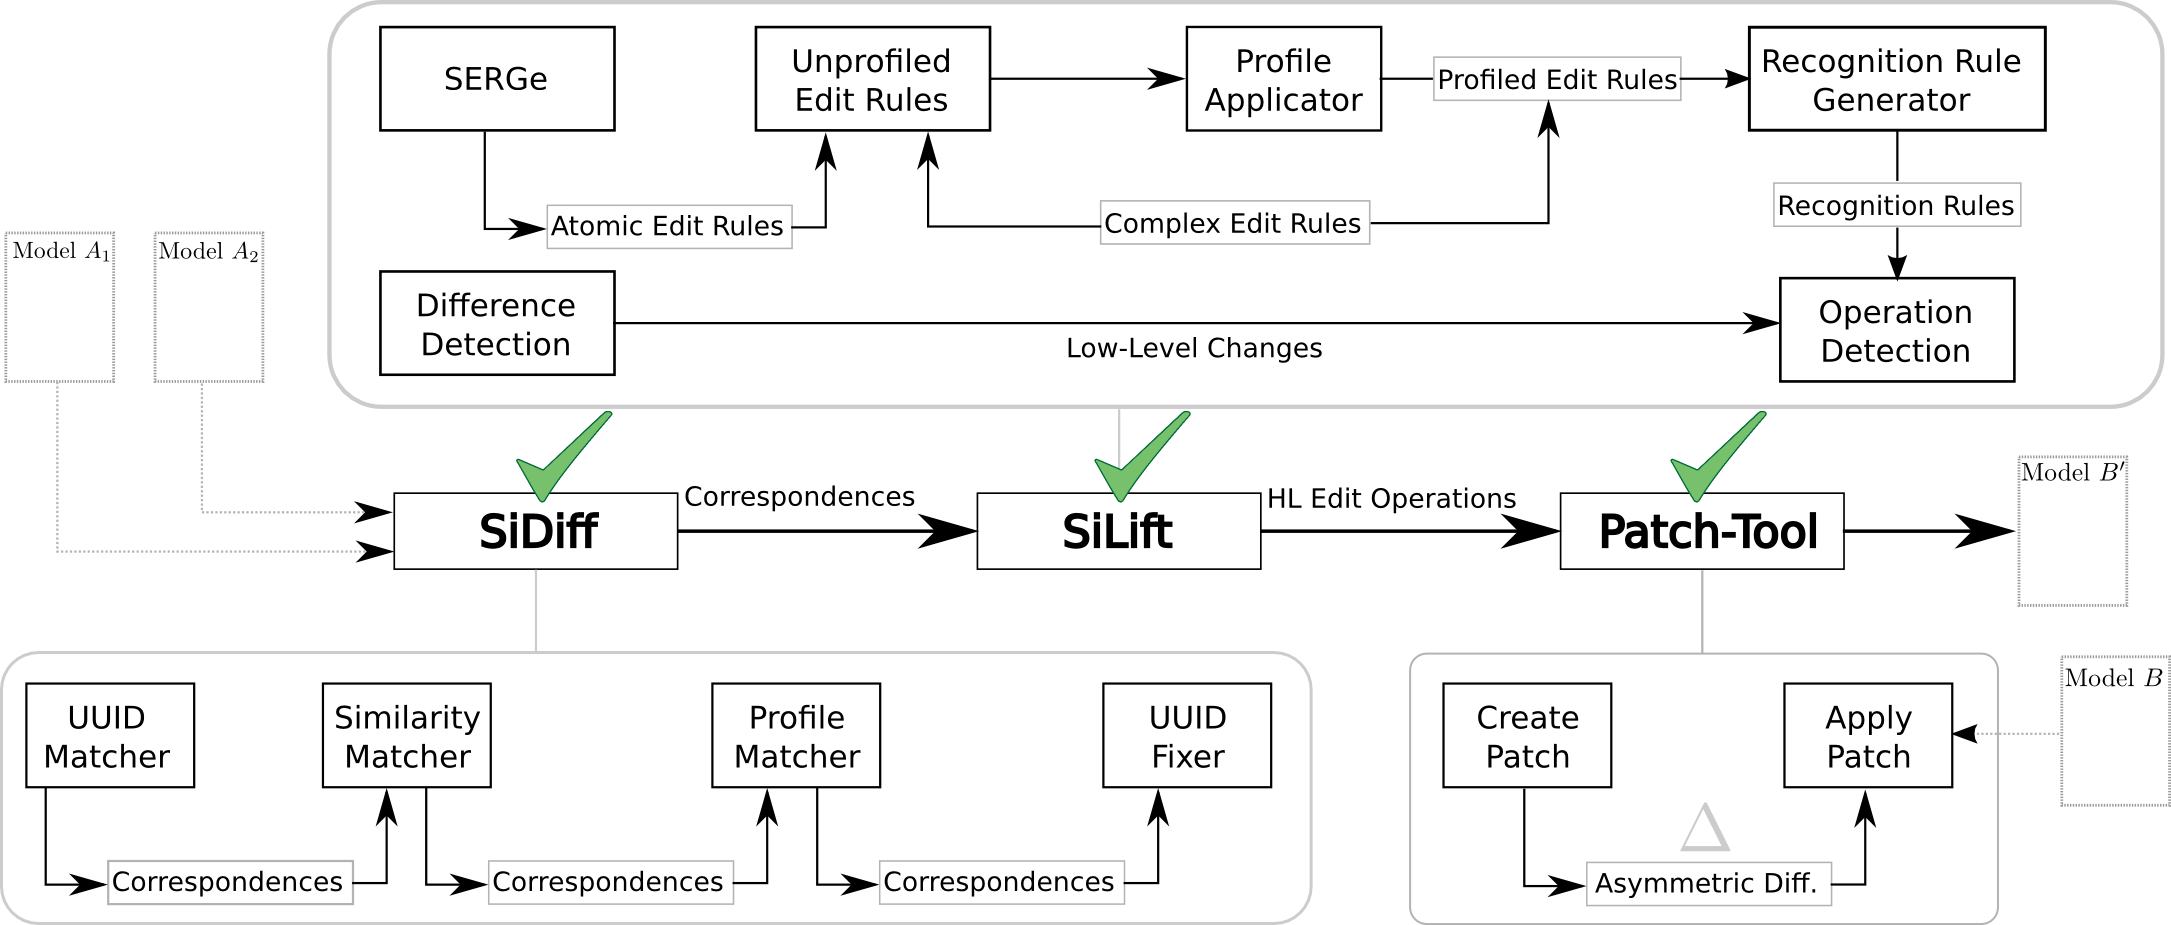 SERGe
Unprofiled
Edit Rules
Profile
Applicator
Profiled Edit Rules
Recognition Rule
Generator
Atomic Edit Rules
Complex Edit Rules
Recognition Rules
Model A₁
Model A₂
Difference
Detection
Low-Level Changes
Operation
Detection
SiDiff
Correspondences
SiLift
HL Edit Operations
Patch-Tool
Model B′
UUID
Matcher
Similarity
Matcher
Profile
Matcher
UUID
Fixer
Correspondences
Correspondences
Correspondences
Create
Patch
Apply
Patch
Model B
Δ
Asymmetric Diff.